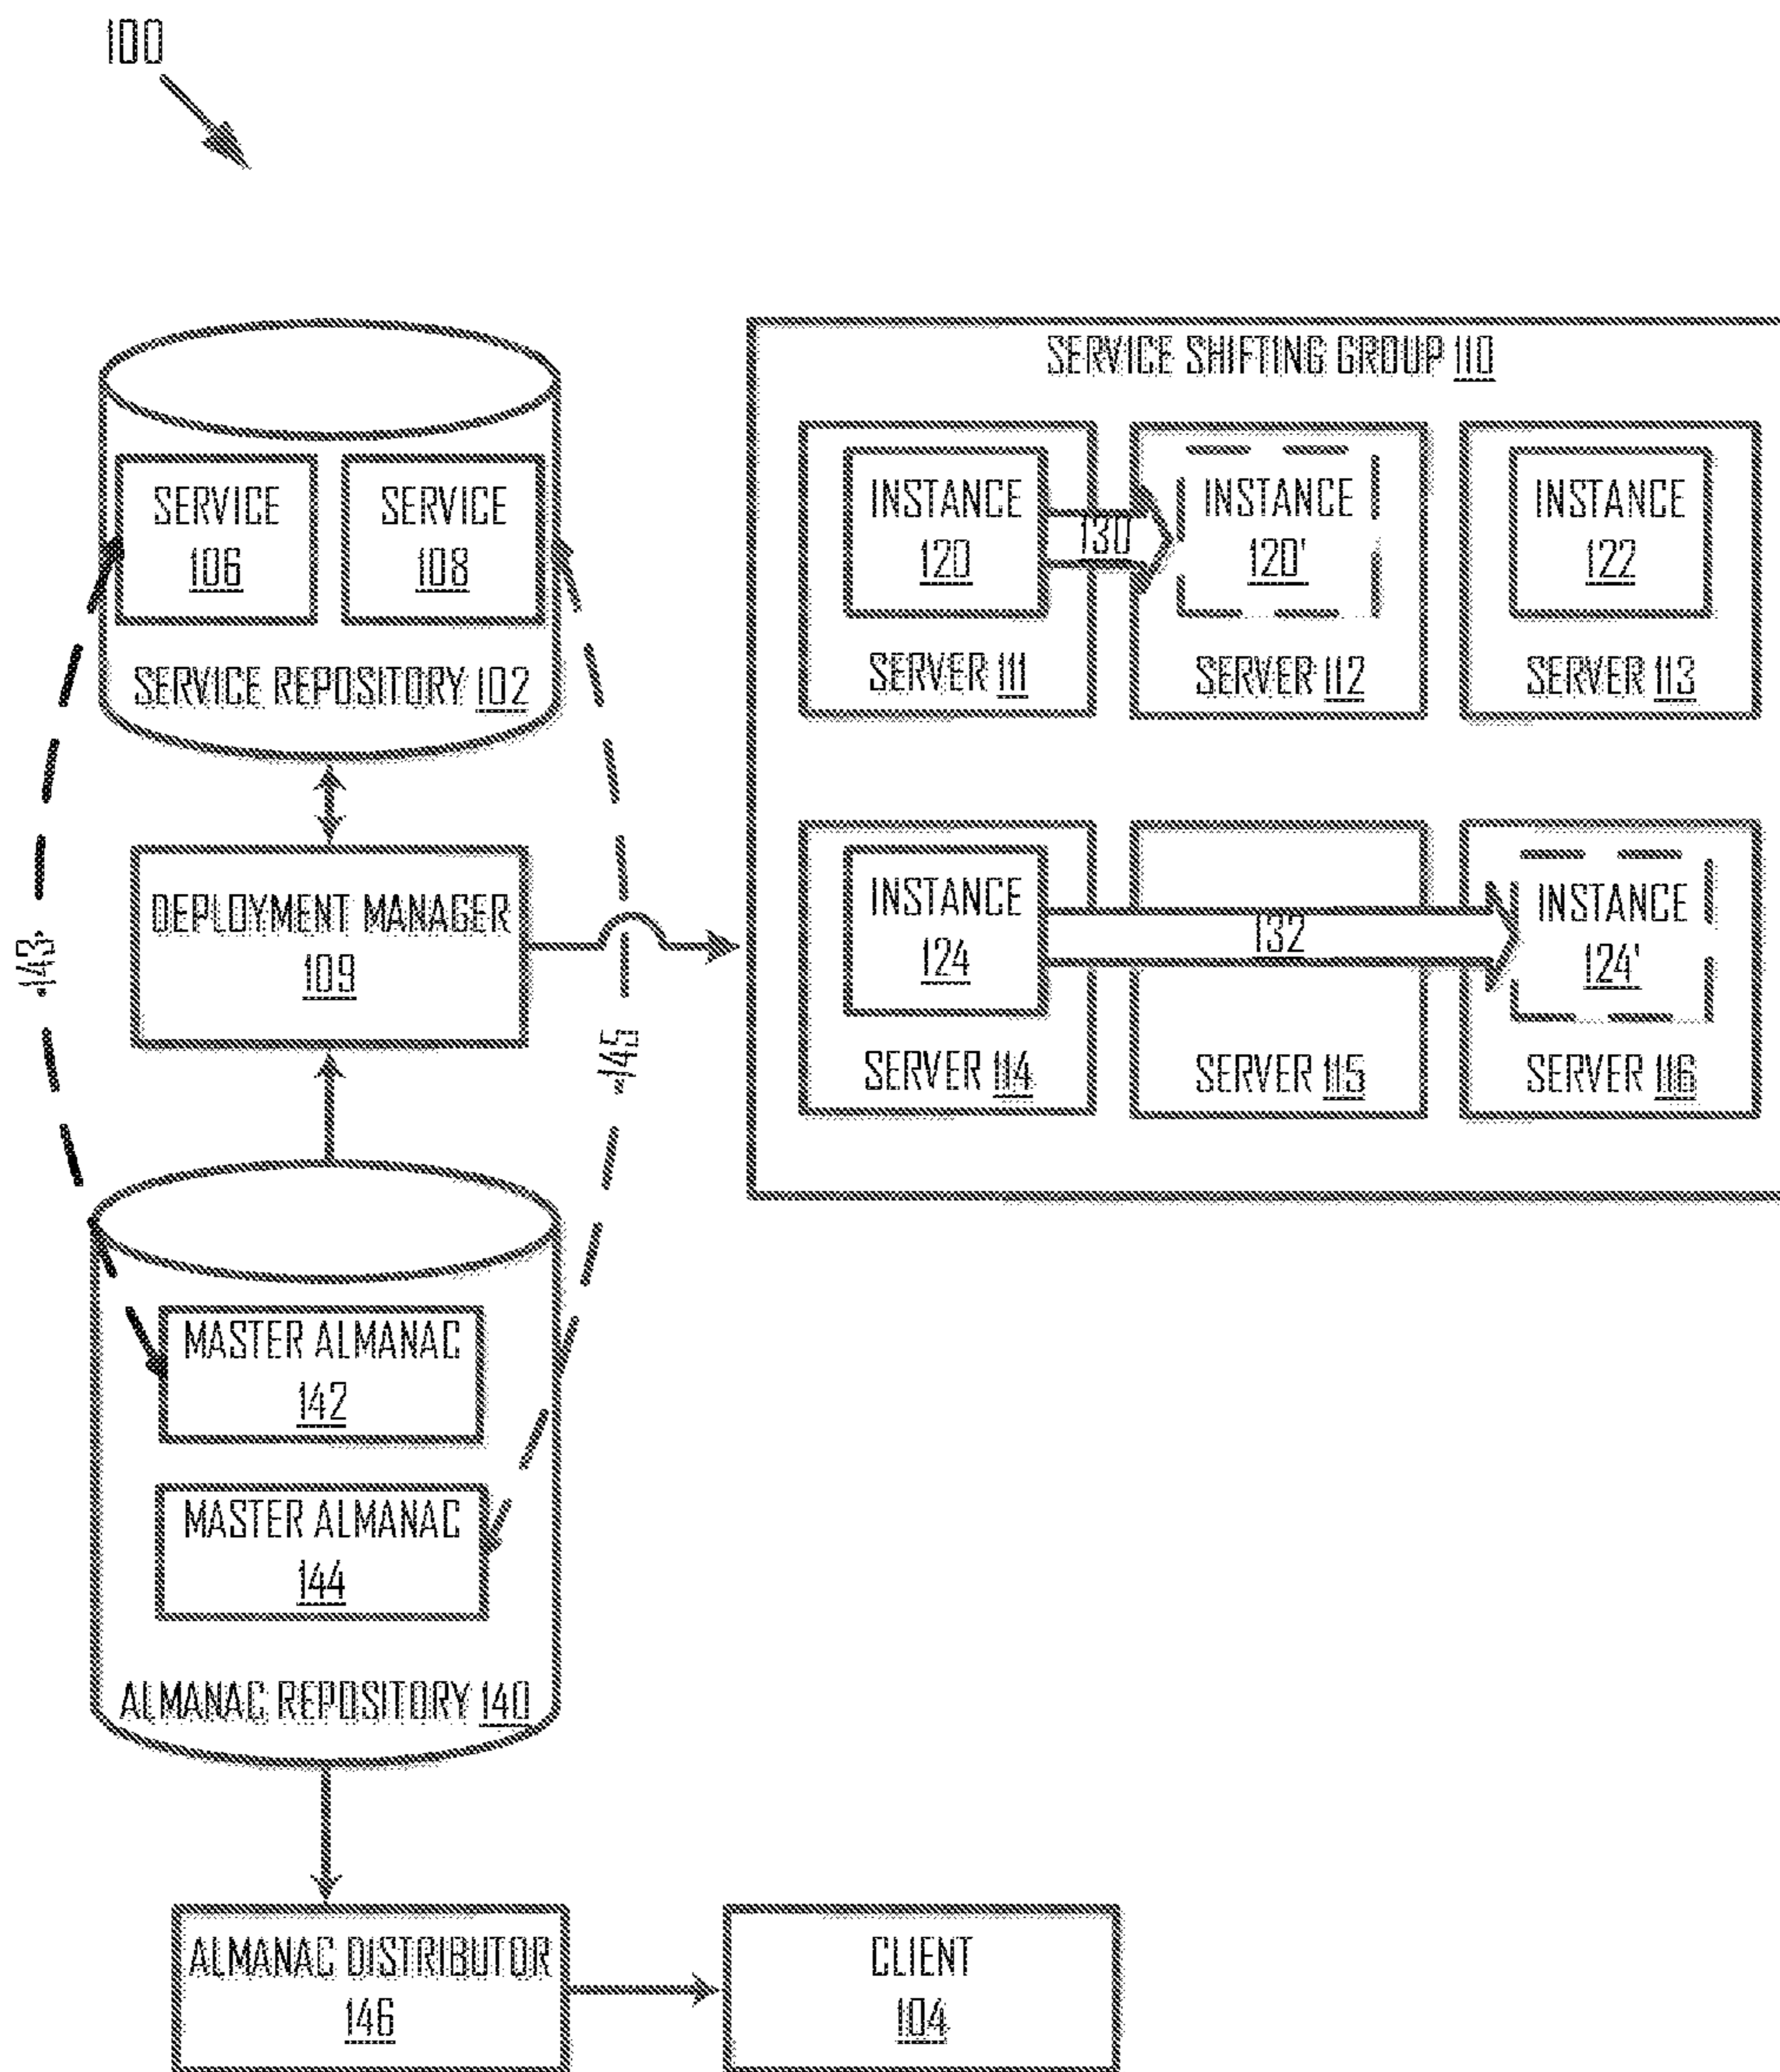 100
SERVICE SHIFTING GROUP 110
SERVICE
106
SERVICE
108
SERVICE REPOSITORY 102
INSTANCE
120
130
INSTANCE
120'
INSTANCE
122
SERVER 111
SERVER 112
SERVER 113
DEPLOYMENT MANAGER
109
INSTANCE
124
132
INSTANCE
124'
SERVER 114
SERVER 115
SERVER 116
143
145
MASTER ALMANAC
142
MASTER ALMANAC
144
ALMANAC REPOSITORY 140
ALMANAC DISTRIBUTOR
146
CLIENT
104